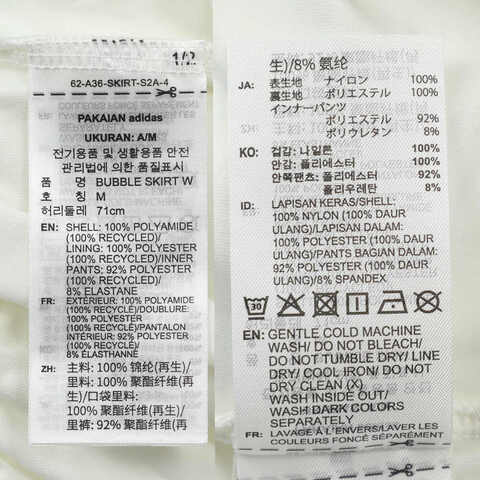 1/2
62-A36-SKIRT-S2A-4
PAKAIAN adidas
UKURAN: A/M
전기용품 및 생활용품 안전
관리법에 의한 품질표시
품 명 BUBBLE SKIRT W
호 칭 M
허리둘레 71cm
EN: SHELL: 100% POLYAMIDE
(100% RECYCLED)/
LINING: 100% POLYESTER
(100% RECYCLED)/INNER
PANTS: 92% POLYESTER
(100% RECYCLED)/
8% ELASTANE
FR: EXTÉRIEUR: 100% POLYAMIDE
(100% RECYCLÉ)/DOUBLURE:
100% POLYESTER (100%
RECYCLÉ)/PANTALON
INTÉRIEUR: 92% POLYESTER
(100% RECYCLÉ)/
8% ÉLASTHANNE
ZH: 主料: 100% 锦纶(再生)/
里料: 100% 聚酯纤维(再
生)/口袋里料:
100% 聚酯纤维(再生)/
里裤: 92% 聚酯纤维(再
生)/8% 氨纶
JA: 表生地 ナイロン 100%
裏生地 ポリエステル 100%
インナーパンツ
ポリエステル 92%
ポリウレタン 8%
KO: 겉감: 나일론 100%
안감: 폴리에스터 100%
안쪽팬츠: 폴리에스터 92%
폴리우레탄 8%
ID: LAPISAN KERAS/SHELL:
100% NYLON (100% DAUR
ULANG)/LAPISAN DALAM:
100% POLYESTER (100% DAUR
ULANG)/PANTS BAGIAN DALAM:
92% POLYESTER (100% DAUR
ULANG)/8% SPANDEX
30
EN: GENTLE COLD MACHINE
WASH/ DO NOT BLEACH/
DO NOT TUMBLE DRY/ LINE
DRY/ COOL IRON/ DO NOT
DRY CLEAN (X)
WASH INSIDE OUT/
WASH DARK COLORS
SEPARATELY
FR: LAVAGE À L'ENVERS/LAVER LES
COULEURS FONCÉ SÉPARÉMENT